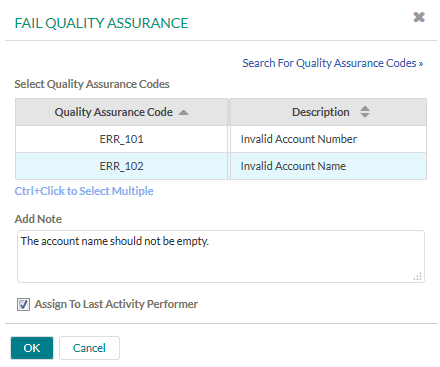 FAIL QUALITY ASSURANCE
Search For Quality Assurance Codes »
Select Quality Assurance Codes
Quality Assurance Code Description
ERR_101 Invalid Account Number
ERR_102 Invalid Account Name
Ctrl+Click to Select Multiple
Add Note
The account name should not be empty.
Assign To Last Activity Performer
OK Cancel